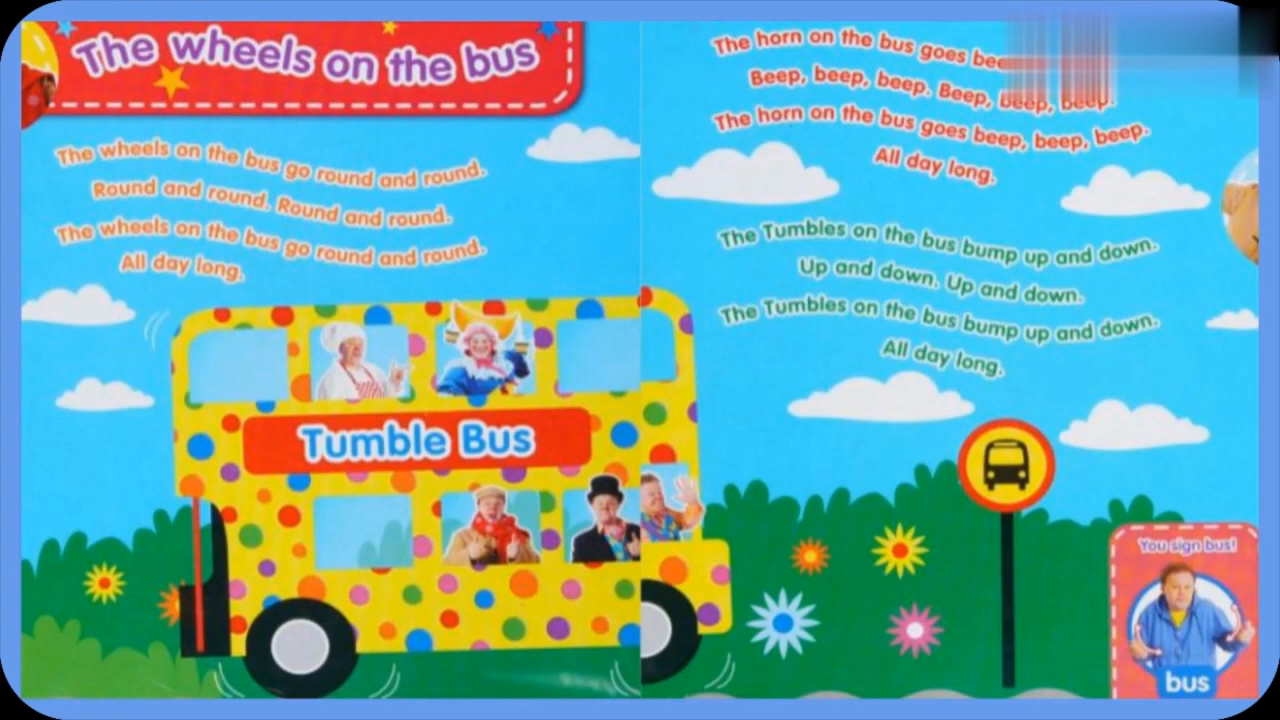 The wheels on the bus
The wheels on the bus go round and round.
Round and round. Round and round.
The wheels on the bus go round and round.
All day long.
Tumble Bus
The horn on the bus goes
Beep, beep, beep. Beep, beep, beep.
The horn on the bus goes beep, beep, beep.
All day long.
The Tumbles on the bus bump up and down.
Up and down. Up and down.
The Tumbles on the bus bump up and down.
All day long.
You sign bus!
bus